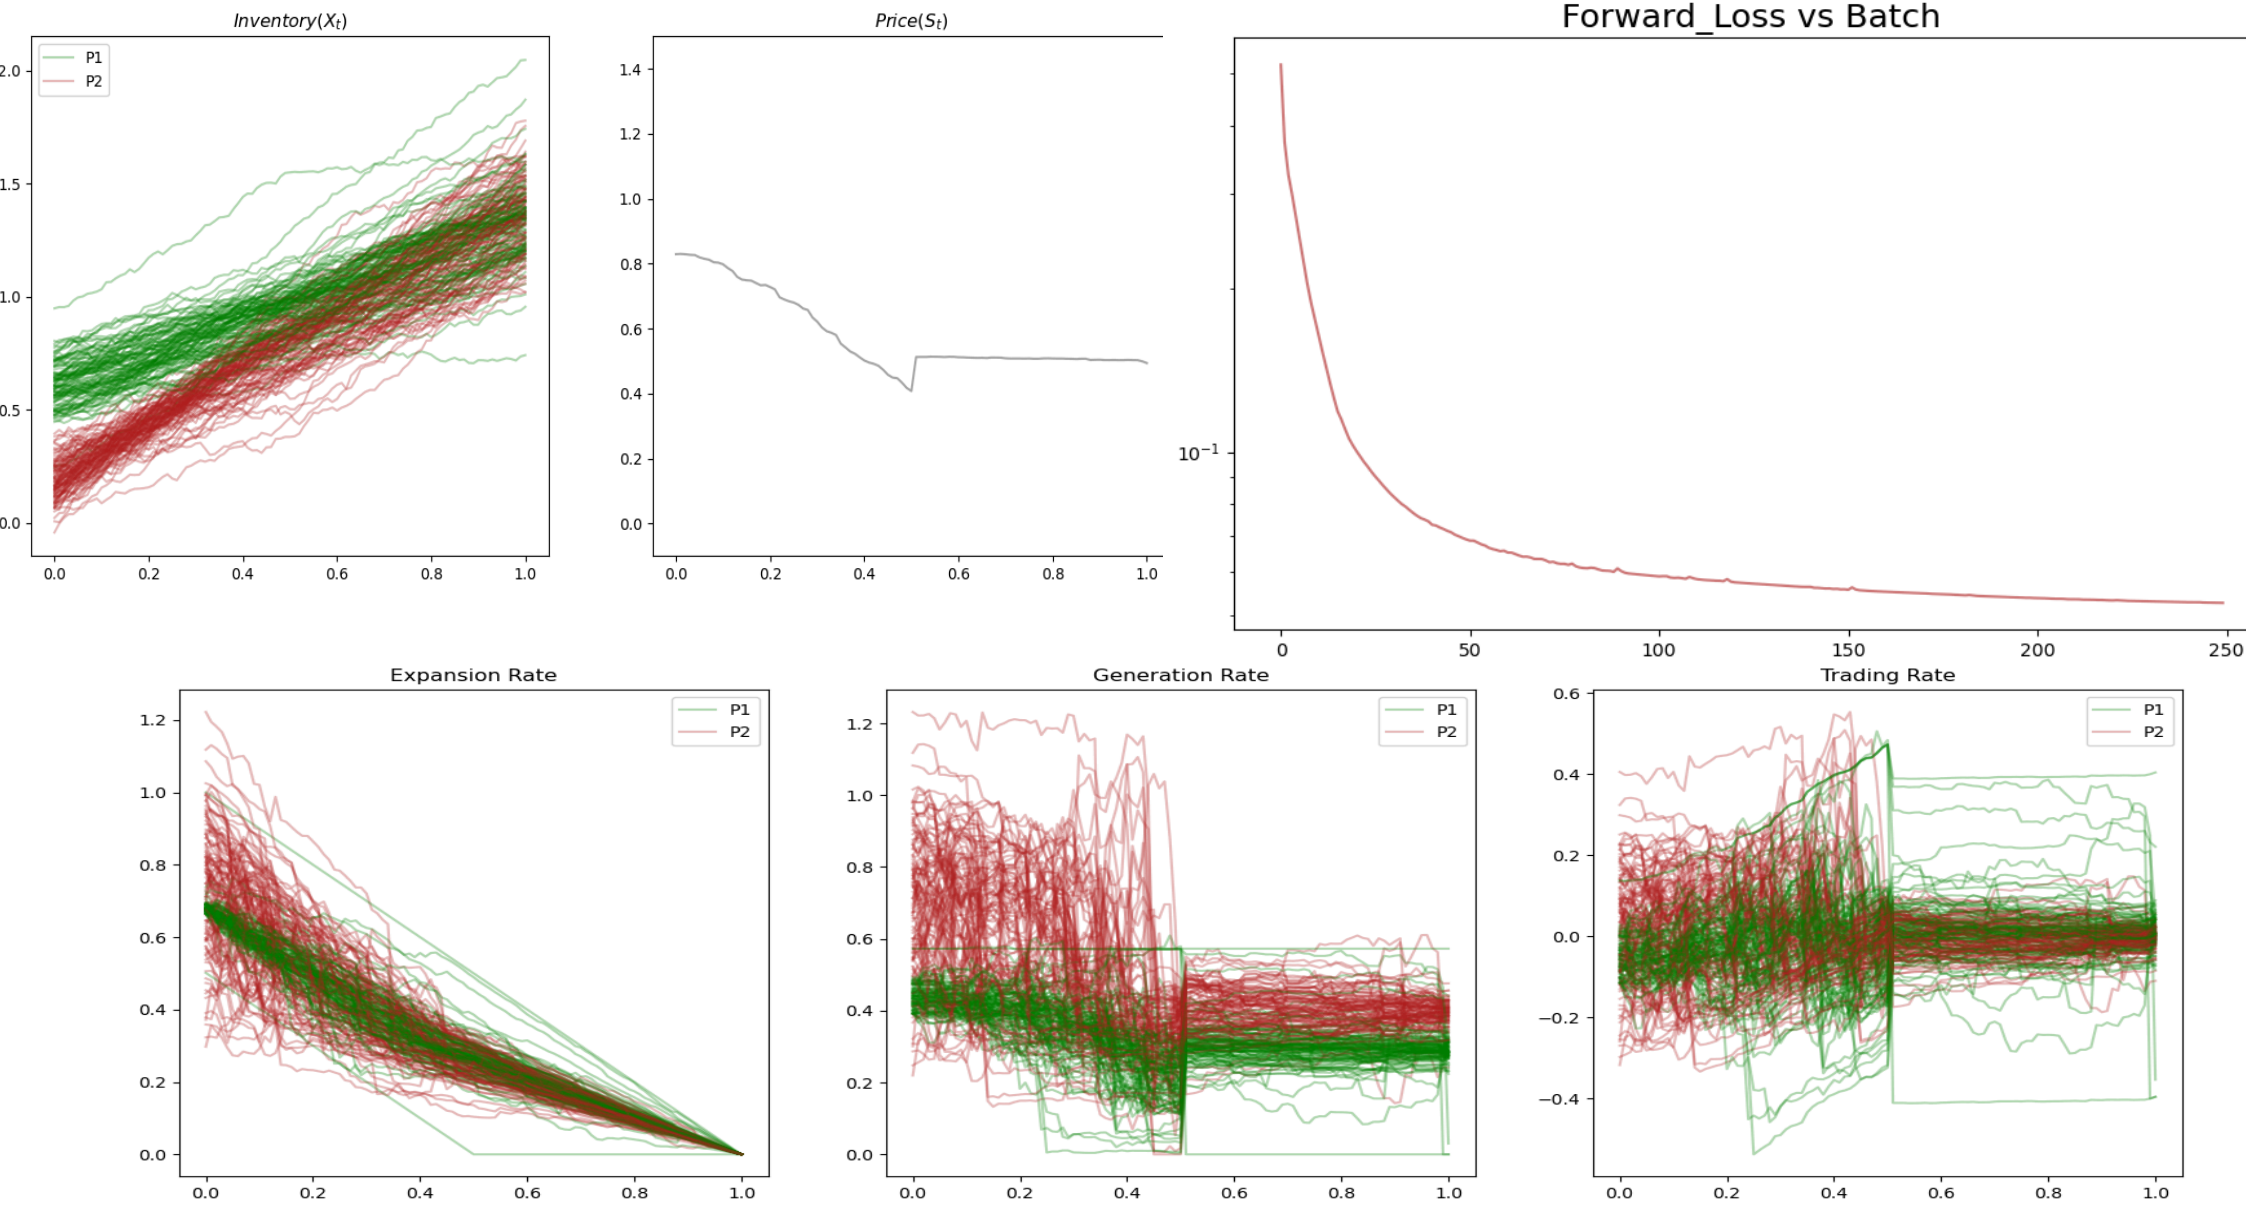 Inventory(Xₜ)
P1
P2
2.0
1.5
1.0
0.5
0.0
0.0 0.2 0.4 0.6 0.8 1.0
Price(Sₜ)
1.4
1.2
1.0
0.8
0.6
0.4
0.2
0.0
0.0 0.2 0.4 0.6 0.8 1.0
Forward_Loss vs Batch
10⁻¹
0 50 100 150 200 250
Expansion Rate
P1
P2
1.2
1.0
0.8
0.6
0.4
0.2
0.0
0.0 0.2 0.4 0.6 0.8 1.0
Generation Rate
P1
P2
1.2
1.0
0.8
0.6
0.4
0.2
0.0
0.0 0.2 0.4 0.6 0.8 1.0
Trading Rate
P1
P2
0.6
0.4
0.2
0.0
−0.2
−0.4
0.0 0.2 0.4 0.6 0.8 1.0